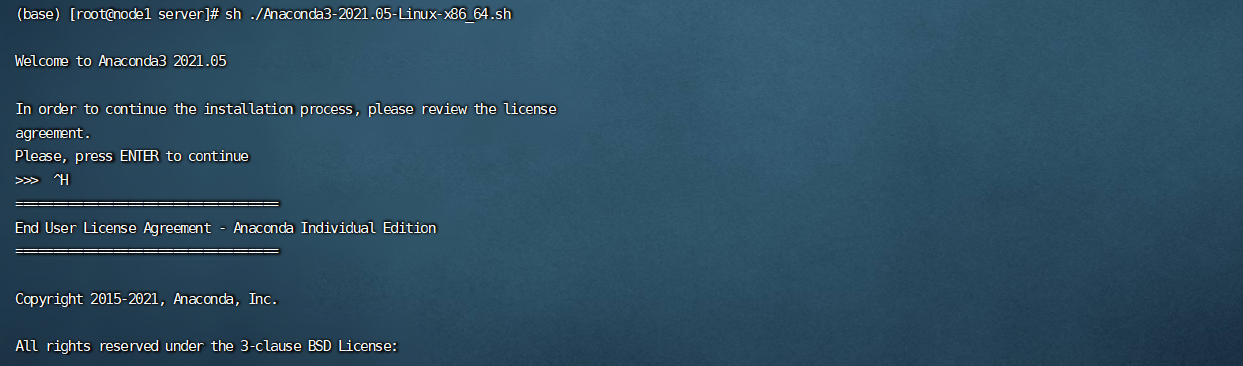 (base) [root@node1 server]# sh ./Anaconda3-2021.05-Linux-x86_64.sh
Welcome to Anaconda3 2021.05
In order to continue the installation process, please review the license
agreement.
Please, press ENTER to continue
>>> ^H
===================================
End User License Agreement - Anaconda Individual Edition
===================================
Copyright 2015-2021, Anaconda, Inc.
All rights reserved under the 3-clause BSD License: